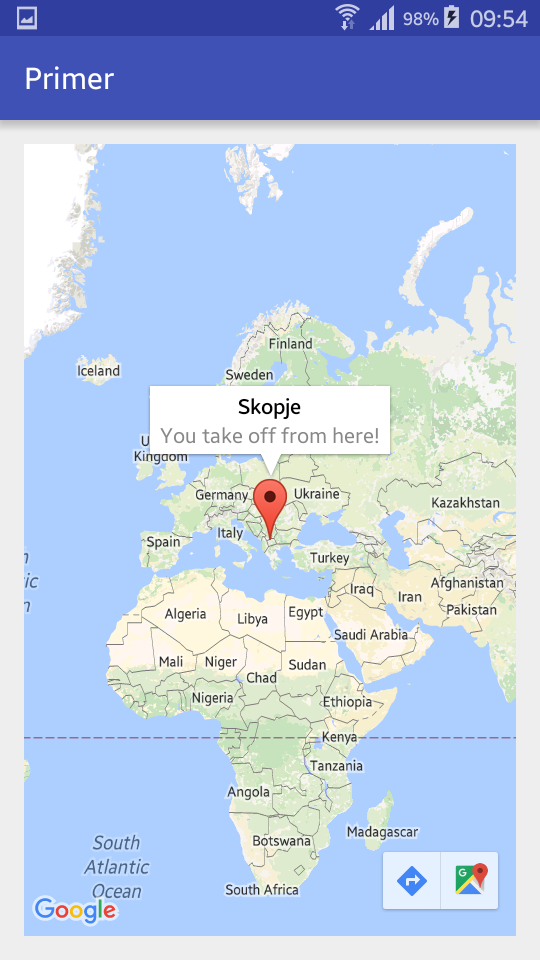 98% 09:54
Primer
Finland
Iceland
Sweden
Skopje
You take off from here!
U
Kingdom
Germany
Ukraine
Kazakhstan
Spain
Italy
Turkey
Iraq
Iran
Afghanistan
Pakistan
Algeria
Libya
Egypt
Saudi Arabia
Mali
Niger
Chad
Sudan
Nigeria
Ethiopia
Kenya
Tanzania
Angola
Botswana
Madagascar
South
Atlantic
Ocean
South Africa
G
Google